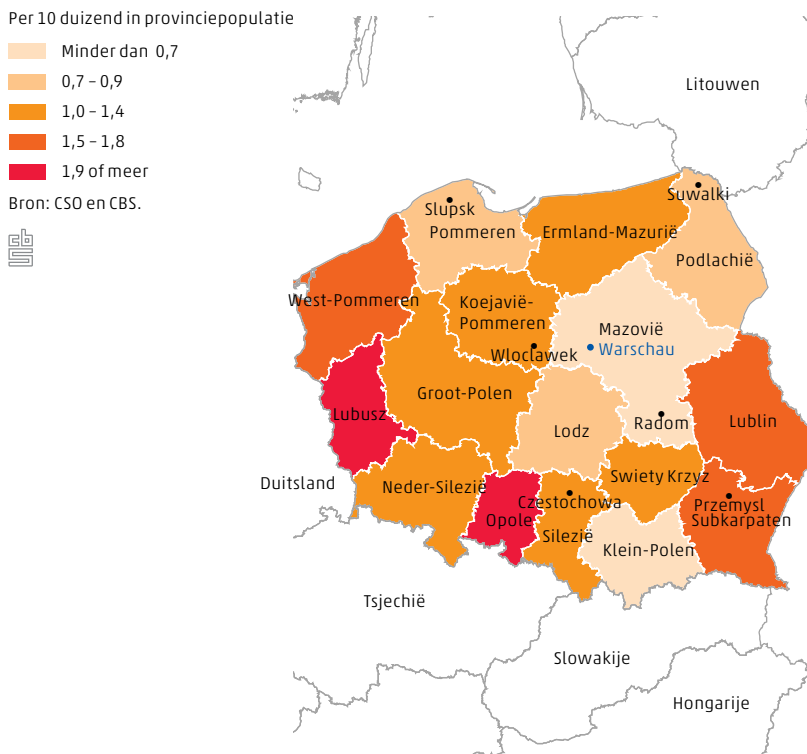 Per 10 duizend in provinciepopulatie
Minder dan 0,7
0,7 – 0,9
1,0 – 1,4
1,5 – 1,8
1,9 of meer
Bron: CSO en CBS.
cbs
Litouwen
Suwalki
Slupsk
Pommeren
Ermland-Mazurië
Podlachië
West-Pommeren
Koejavië-
Pommeren
Mazovië
Warschau
Wloclawek
Groot-Polen
Lubusz
Lodz
Radom
Lublin
Duitsland
Neder-Silezië
Swiety Krzyz
Czestochowa
Opole
Silezië
Przemysl
Subkarpaten
Klein-Polen
Tsjechië
Slowakije
Hongarije